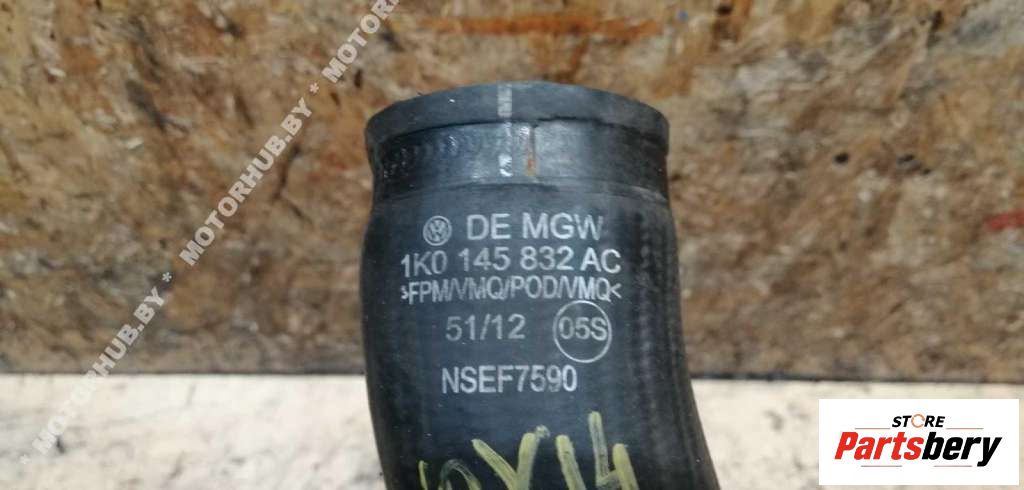 * MOTORHUB.BY * MOTORHUB.BY * MOTOR
DE MGW
1K0 145 832 AC
>FPM/VMQ/POD/VMQ<
51/12 05S
NSEF7590
STORE
Partsbery